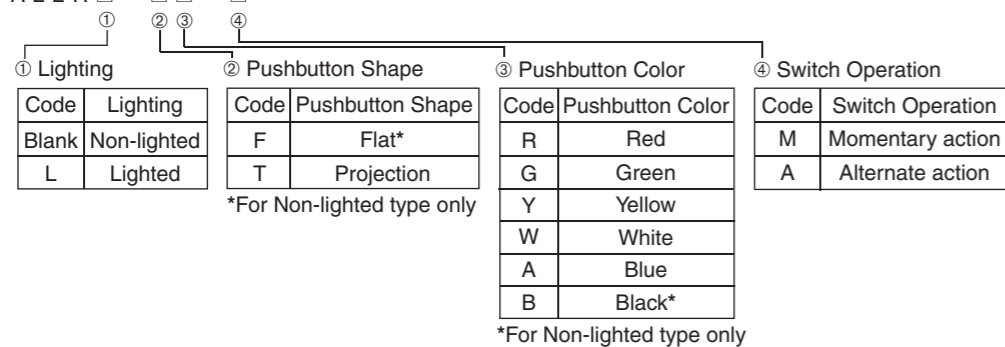 ① ② ③ ④
① Lighting
Code Lighting
Blank Non-lighted
L Lighted
② Pushbutton Shape
Code Pushbutton Shape
F Flat*
T Projection
*For Non-lighted type only
③ Pushbutton Color
Code Pushbutton Color
R Red
G Green
Y Yellow
W White
A Blue
B Black*
*For Non-lighted type only
④ Switch Operation
Code Switch Operation
M Momentary action
A Alternate action